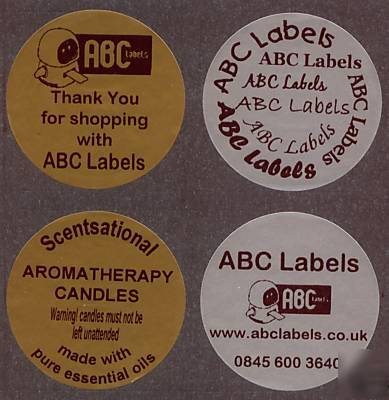 ABC Labels
Thank You
for shopping
with
ABC Labels
ABC Labels
ABC Labels
ABC Labels
ABC Labels
ABC Labels
ABC Labels
ABC Labels
Scentsational
AROMATHERAPY
CANDLES
Warning! candles must not be
left unattended
made with
pure essential oils
ABC Labels
ABC Labels
www.abclabels.co.uk
0845 600 3640